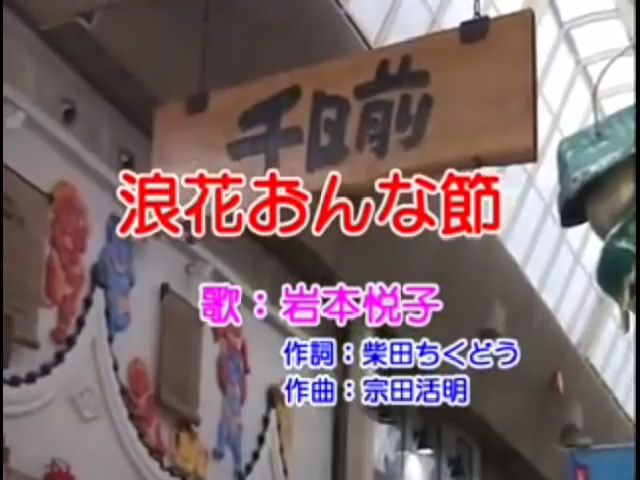 千日前
浪花おんな節
歌：岩本悦子
作詞：柴田ちくどう
作曲：宗田活明